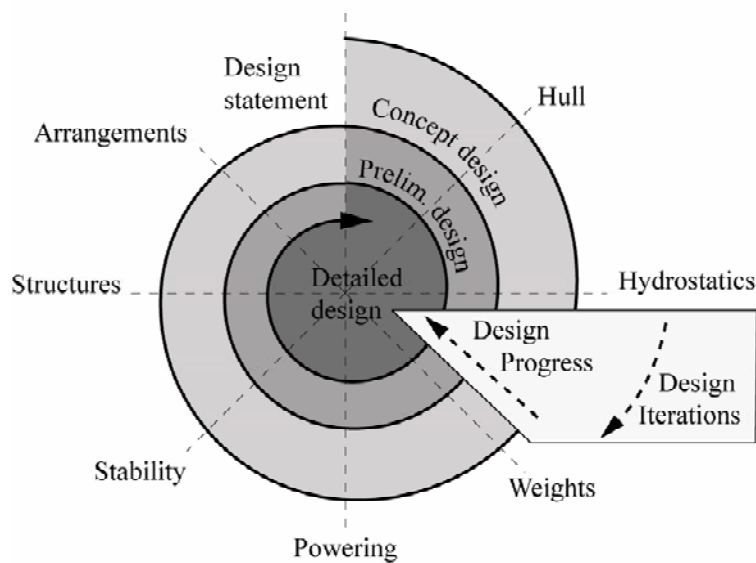 Design
statement
Hull
Concept design
Arrangements
Prelim. design
Structures
Detailed
design
Hydrostatics
Design
Progress
Design
Iterations
Stability
Weights
Powering